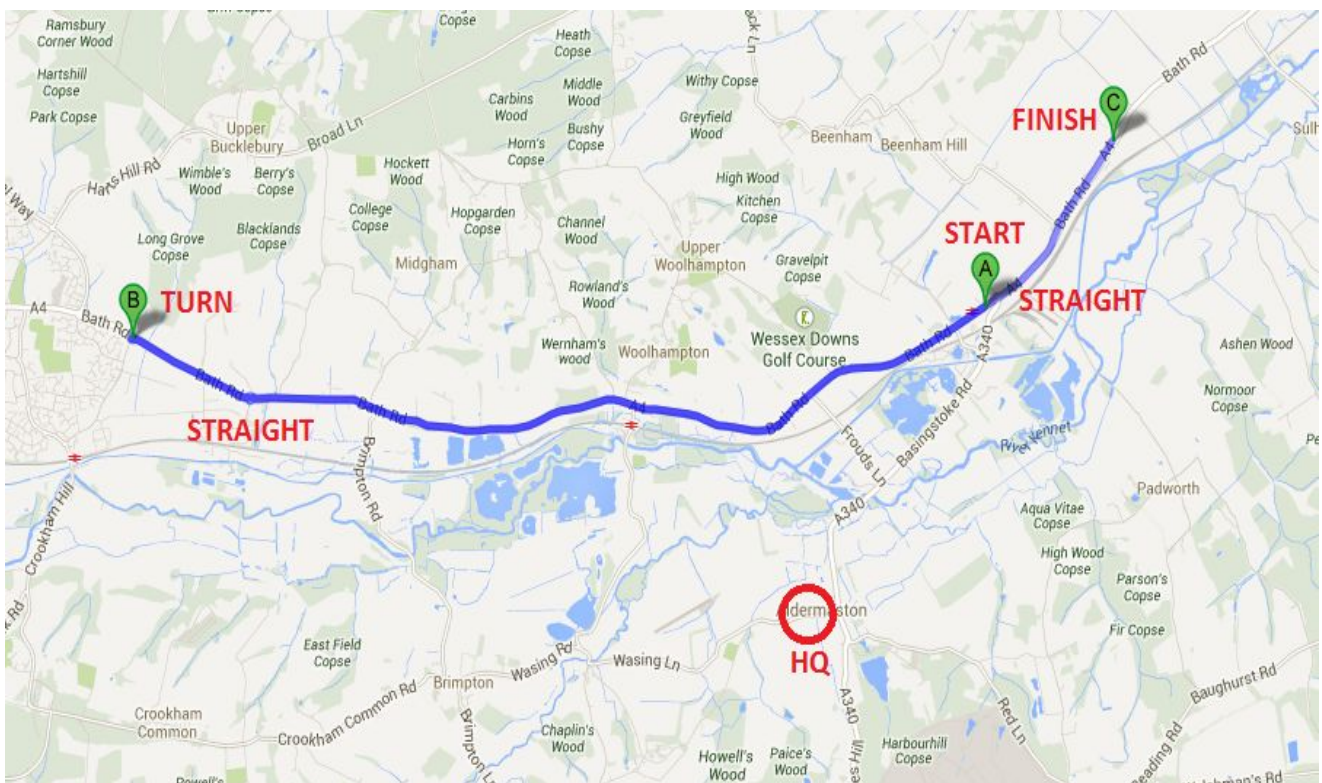 Ramsbury
Corner Wood
Copse
Heath
Copse
Bath Rd
Hartshill
Copse
Middle
Wood
Withy Copse
Park Copse
Carbins
Wood
Greyfield
Wood
C
FINISH
Upper
Bucklebury
Broad Ln
Horn's
Copse
Bushy
Copse
Beenham
Beenham Hill
A4
Harts Hill Rd
Wimble's
Wood
Berry's
Copse
Hockett
Wood
High Wood
Kitchen
Copse
Bath Rd
Way
College
Copse
Hopgarden
Copse
Channel
Wood
START
Long Grove
Copse
Blacklands
Copse
Midgham
Upper
Woolhampton
Gravelpit
Copse
A
A4
STRAIGHT
B
TURN
Rowland's
Wood
A4
Bath Rd
Wernham's
wood
Woolhampton
Wessex Downs
Golf Course
Bath Rd
A340
Ashen Wood
Bath Rd
Bath Rd
A4
Bath Rd
Normoor
Copse
STRAIGHT
Frouds Ln
Basingstoke Rd
River Kennet
Brimpton Rd
Padworth
Crookham Hill
A340
Aqua Vitae
Copse
High Wood
Copse
Parson's
Copse
Fir Copse
HQ
East Field
Copse
Wasing Rd
Wasing Ln
Brimpton
Crookham Common Rd
A340
Red Ln
Baughurst Rd
Crookham
Common
Chaplin's
Wood
Howell's
Wood
Paice's
Wood
Harbourhill
Copse